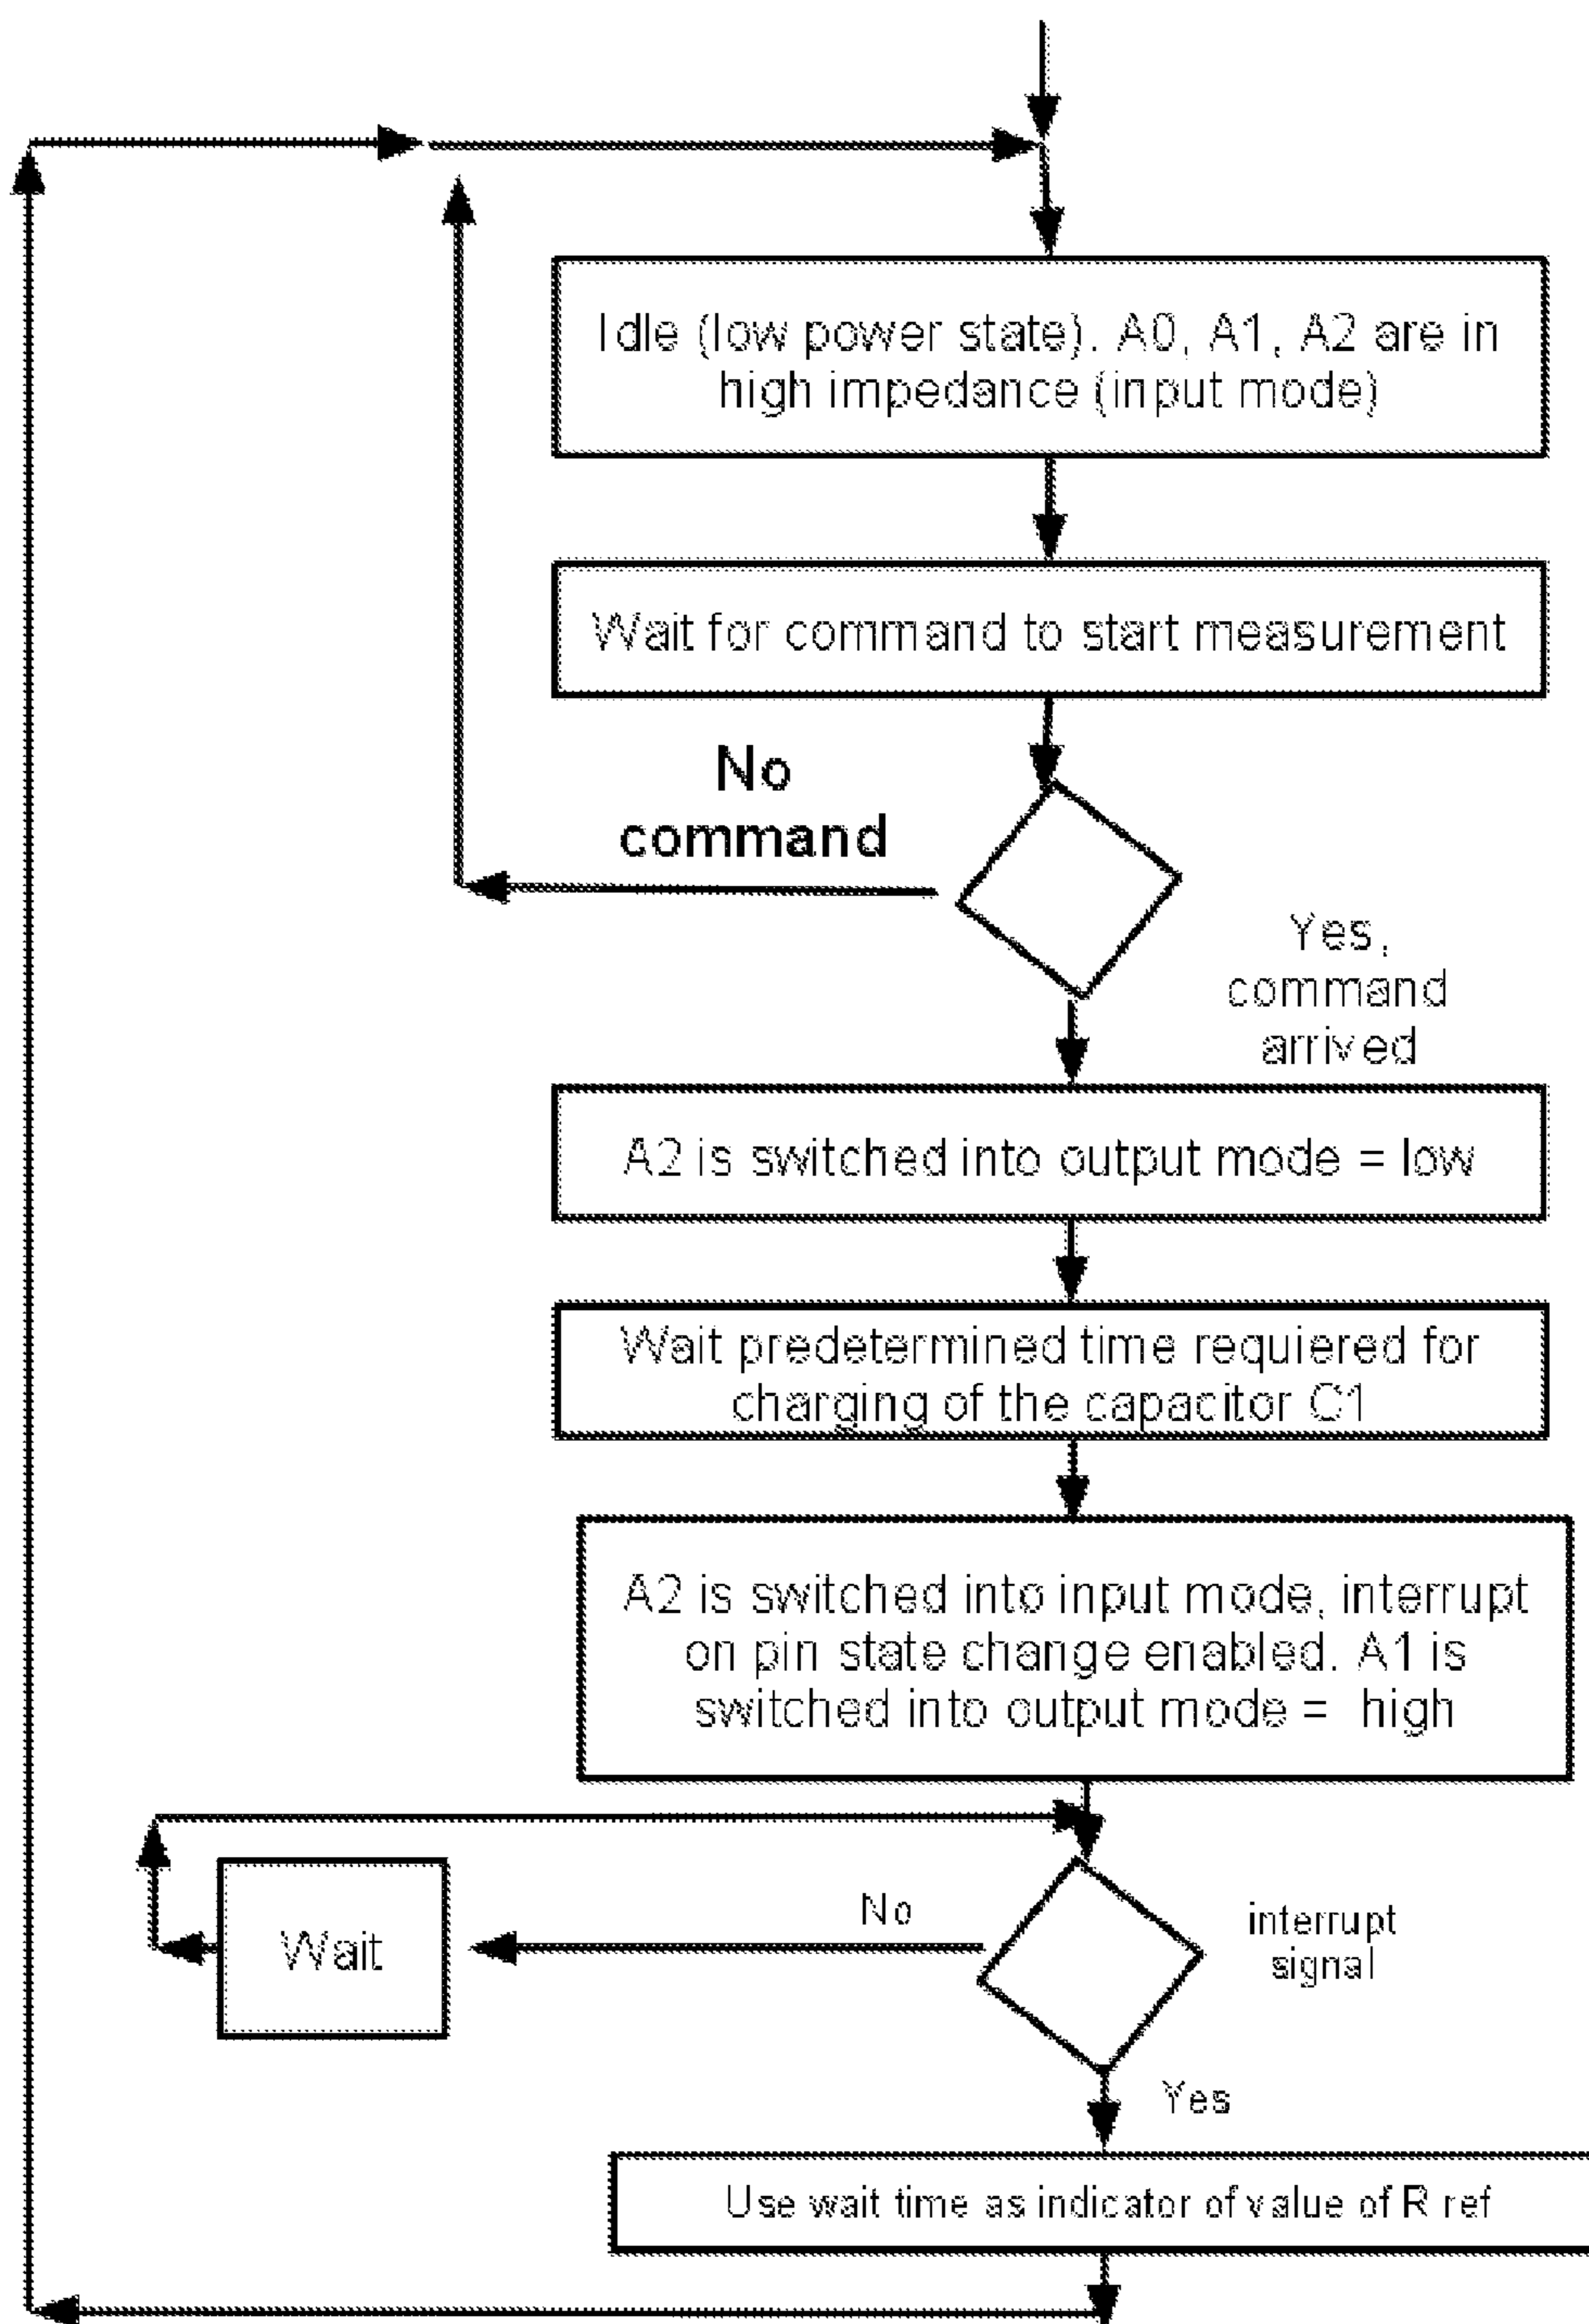 Idle (low power state). A0, A1, A2 are in
high impedance (input mode)
Wait for command to start measurement
No
command
Yes,
command
arrived
A2 is switched into output mode = low
Wait predetermined time requiered for
charging of the capacitor C1
A2 is switched into input mode, interrupt
on pin state change enabled. A1 is
switched into output mode = high
Wait
No
interrupt
signal
Yes
Use wait time as indicator of value of R ref